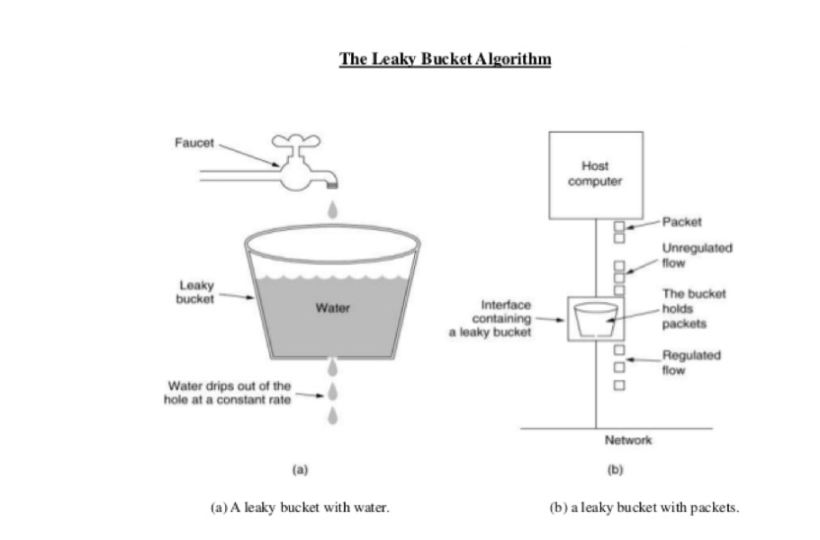 The Leaky Bucket Algorithm
Faucet
Leaky
bucket
Water
Water drips out of the
hole at a constant rate
(a)
Host
computer
Packet
Unregulated
flow
The bucket
holds
packets
Interface
containing
a leaky bucket
Regulated
flow
Network
(b)
(a) A leaky bucket with water.
(b) a leaky bucket with packets.